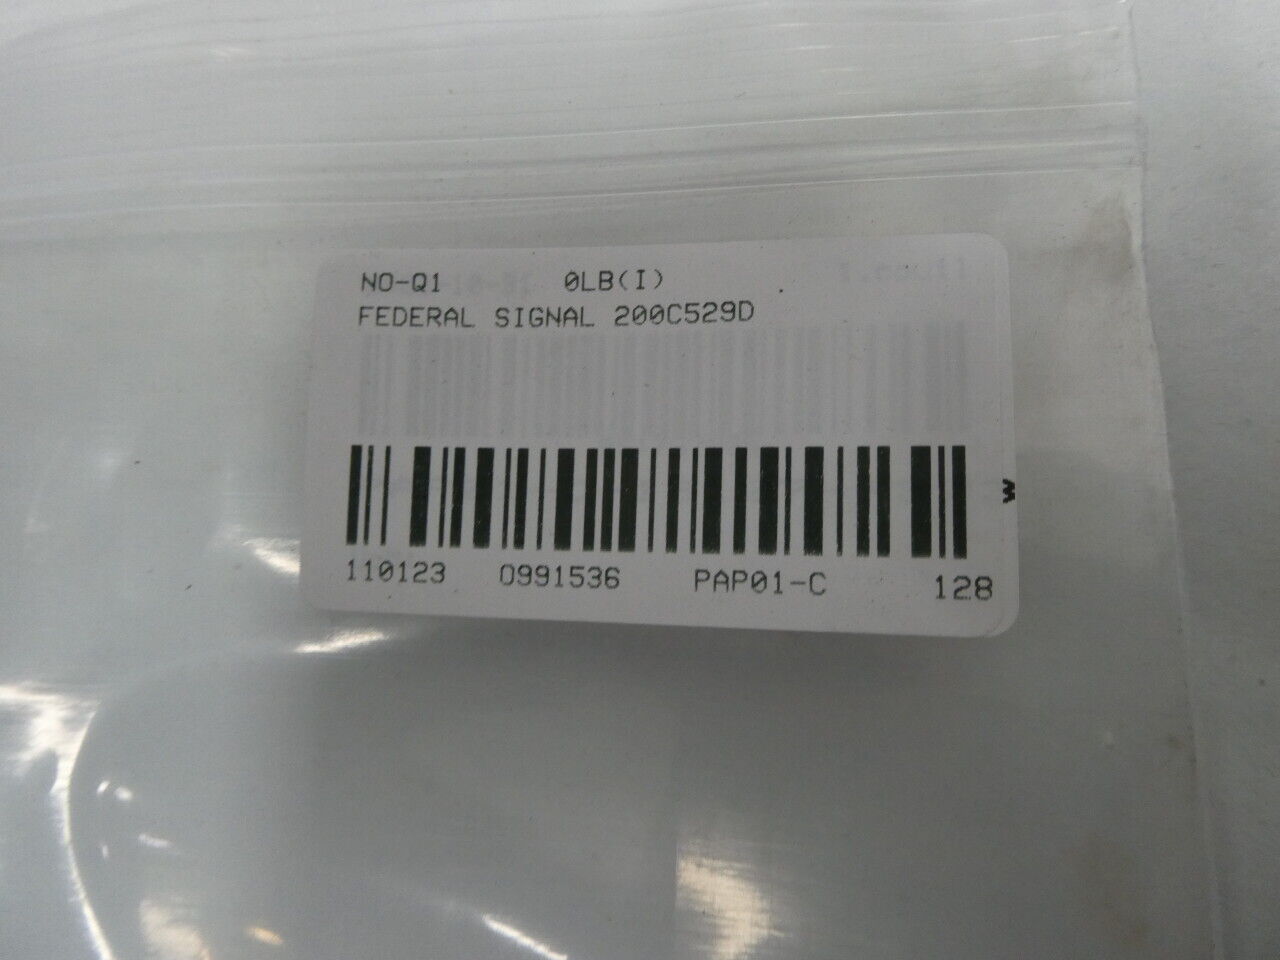 NO-Q1 0LB(I)
FEDERAL SIGNAL 200C529D
W
110123 0991536 PAP01-C 128